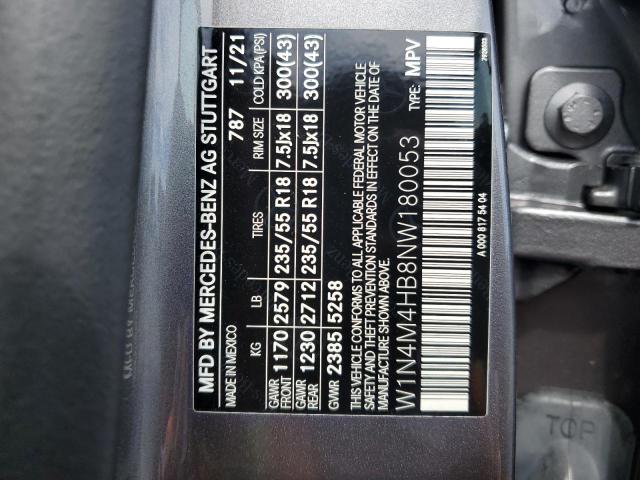 MFD BY MERCEDES-BENZ AG STUTTGART
MADE IN MEXICO 787 11/21
KG LB TIRES RIM SIZE COLD KPA(PSI)
GAWR FRONT 1170 2579 235/55 R18 7.5Jx18 300(43)
GAWR REAR 1230 2712 235/55 R18 7.5Jx18 300(43)
GVWR 2385 5258
THIS VEHICLE CONFORMS TO ALL APPLICABLE FEDERAL MOTOR VEHICLE
SAFETY AND THEFT PREVENTION STANDARDS IN EFFECT ON THE DATE OF
MANUFACTURE SHOWN ABOVE.
W1N4M4HB8NW180053 TYPE: MPV
A 000 817 54 04
TOP